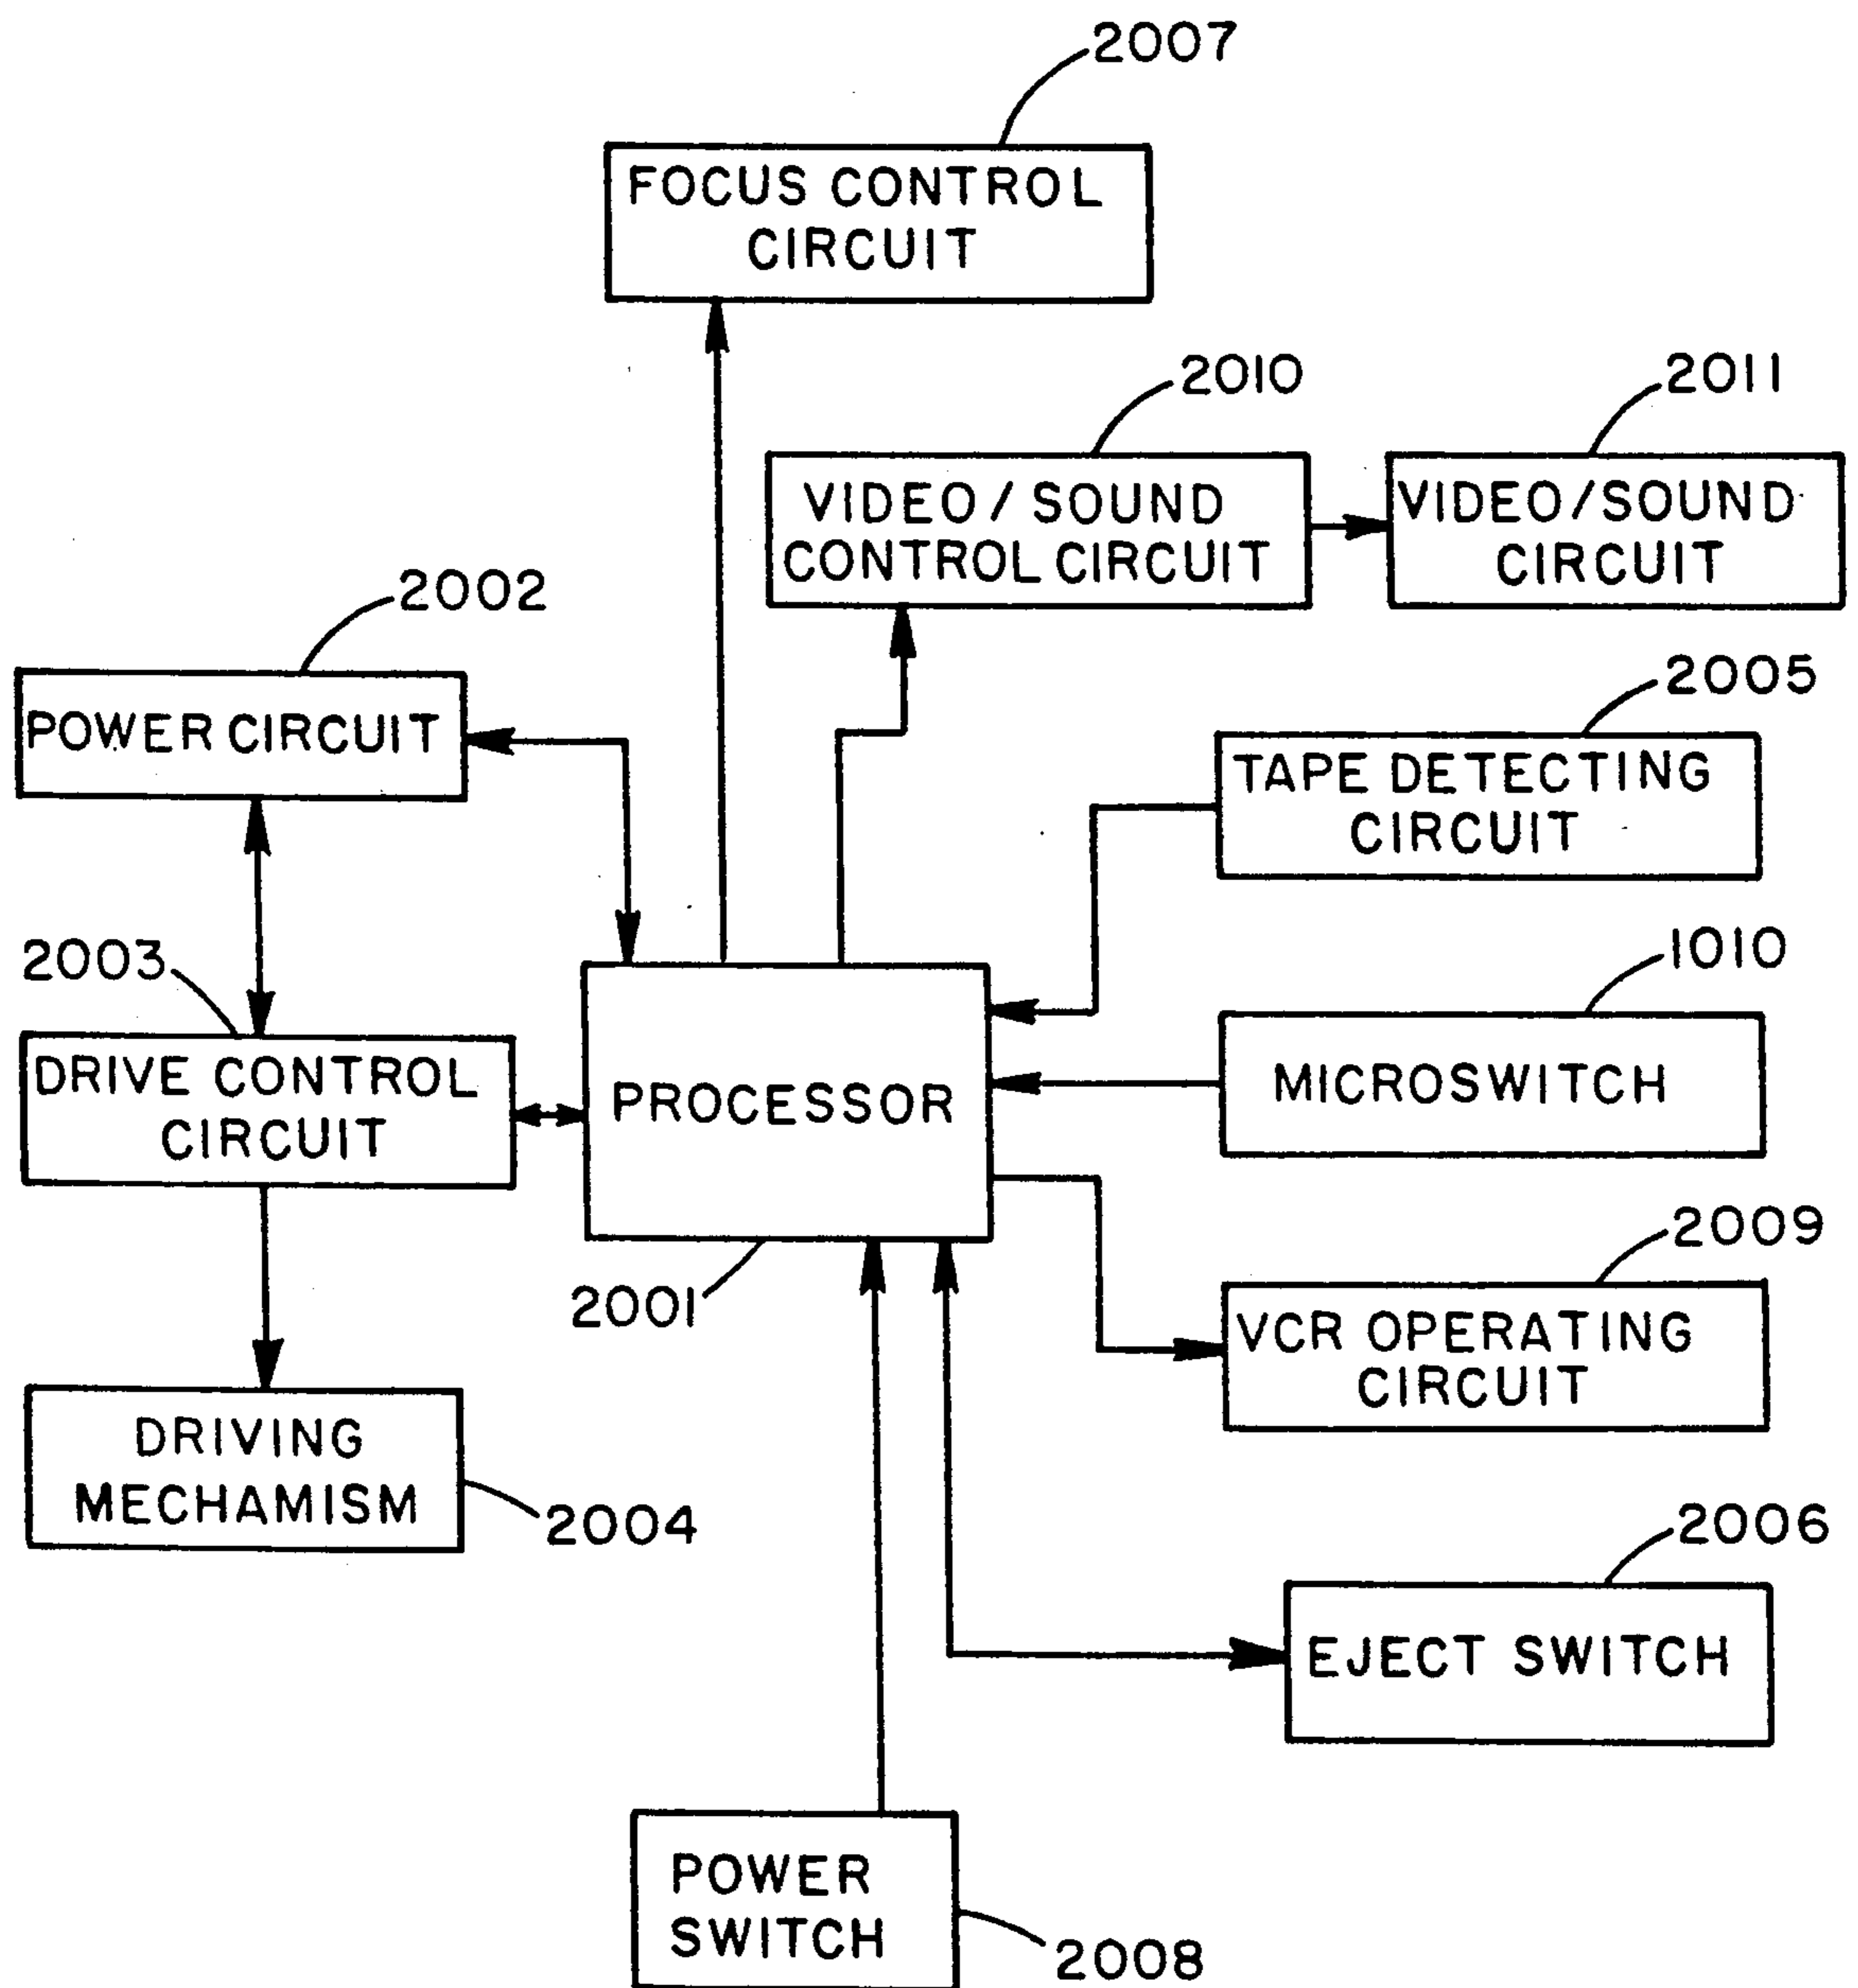 2007
FOCUS CONTROL
CIRCUIT
2010
2011
VIDEO/SOUND
CONTROL CIRCUIT
VIDEO/SOUND
CIRCUIT
2002
POWER CIRCUIT
2005
TAPE DETECTING
CIRCUIT
2003
DRIVE CONTROL
CIRCUIT
PROCESSOR
2001
1010
MICROSWITCH
2009
VCR OPERATING
CIRCUIT
DRIVING
MECHAMISM
2004
2006
EJECT SWITCH
POWER
SWITCH
2008